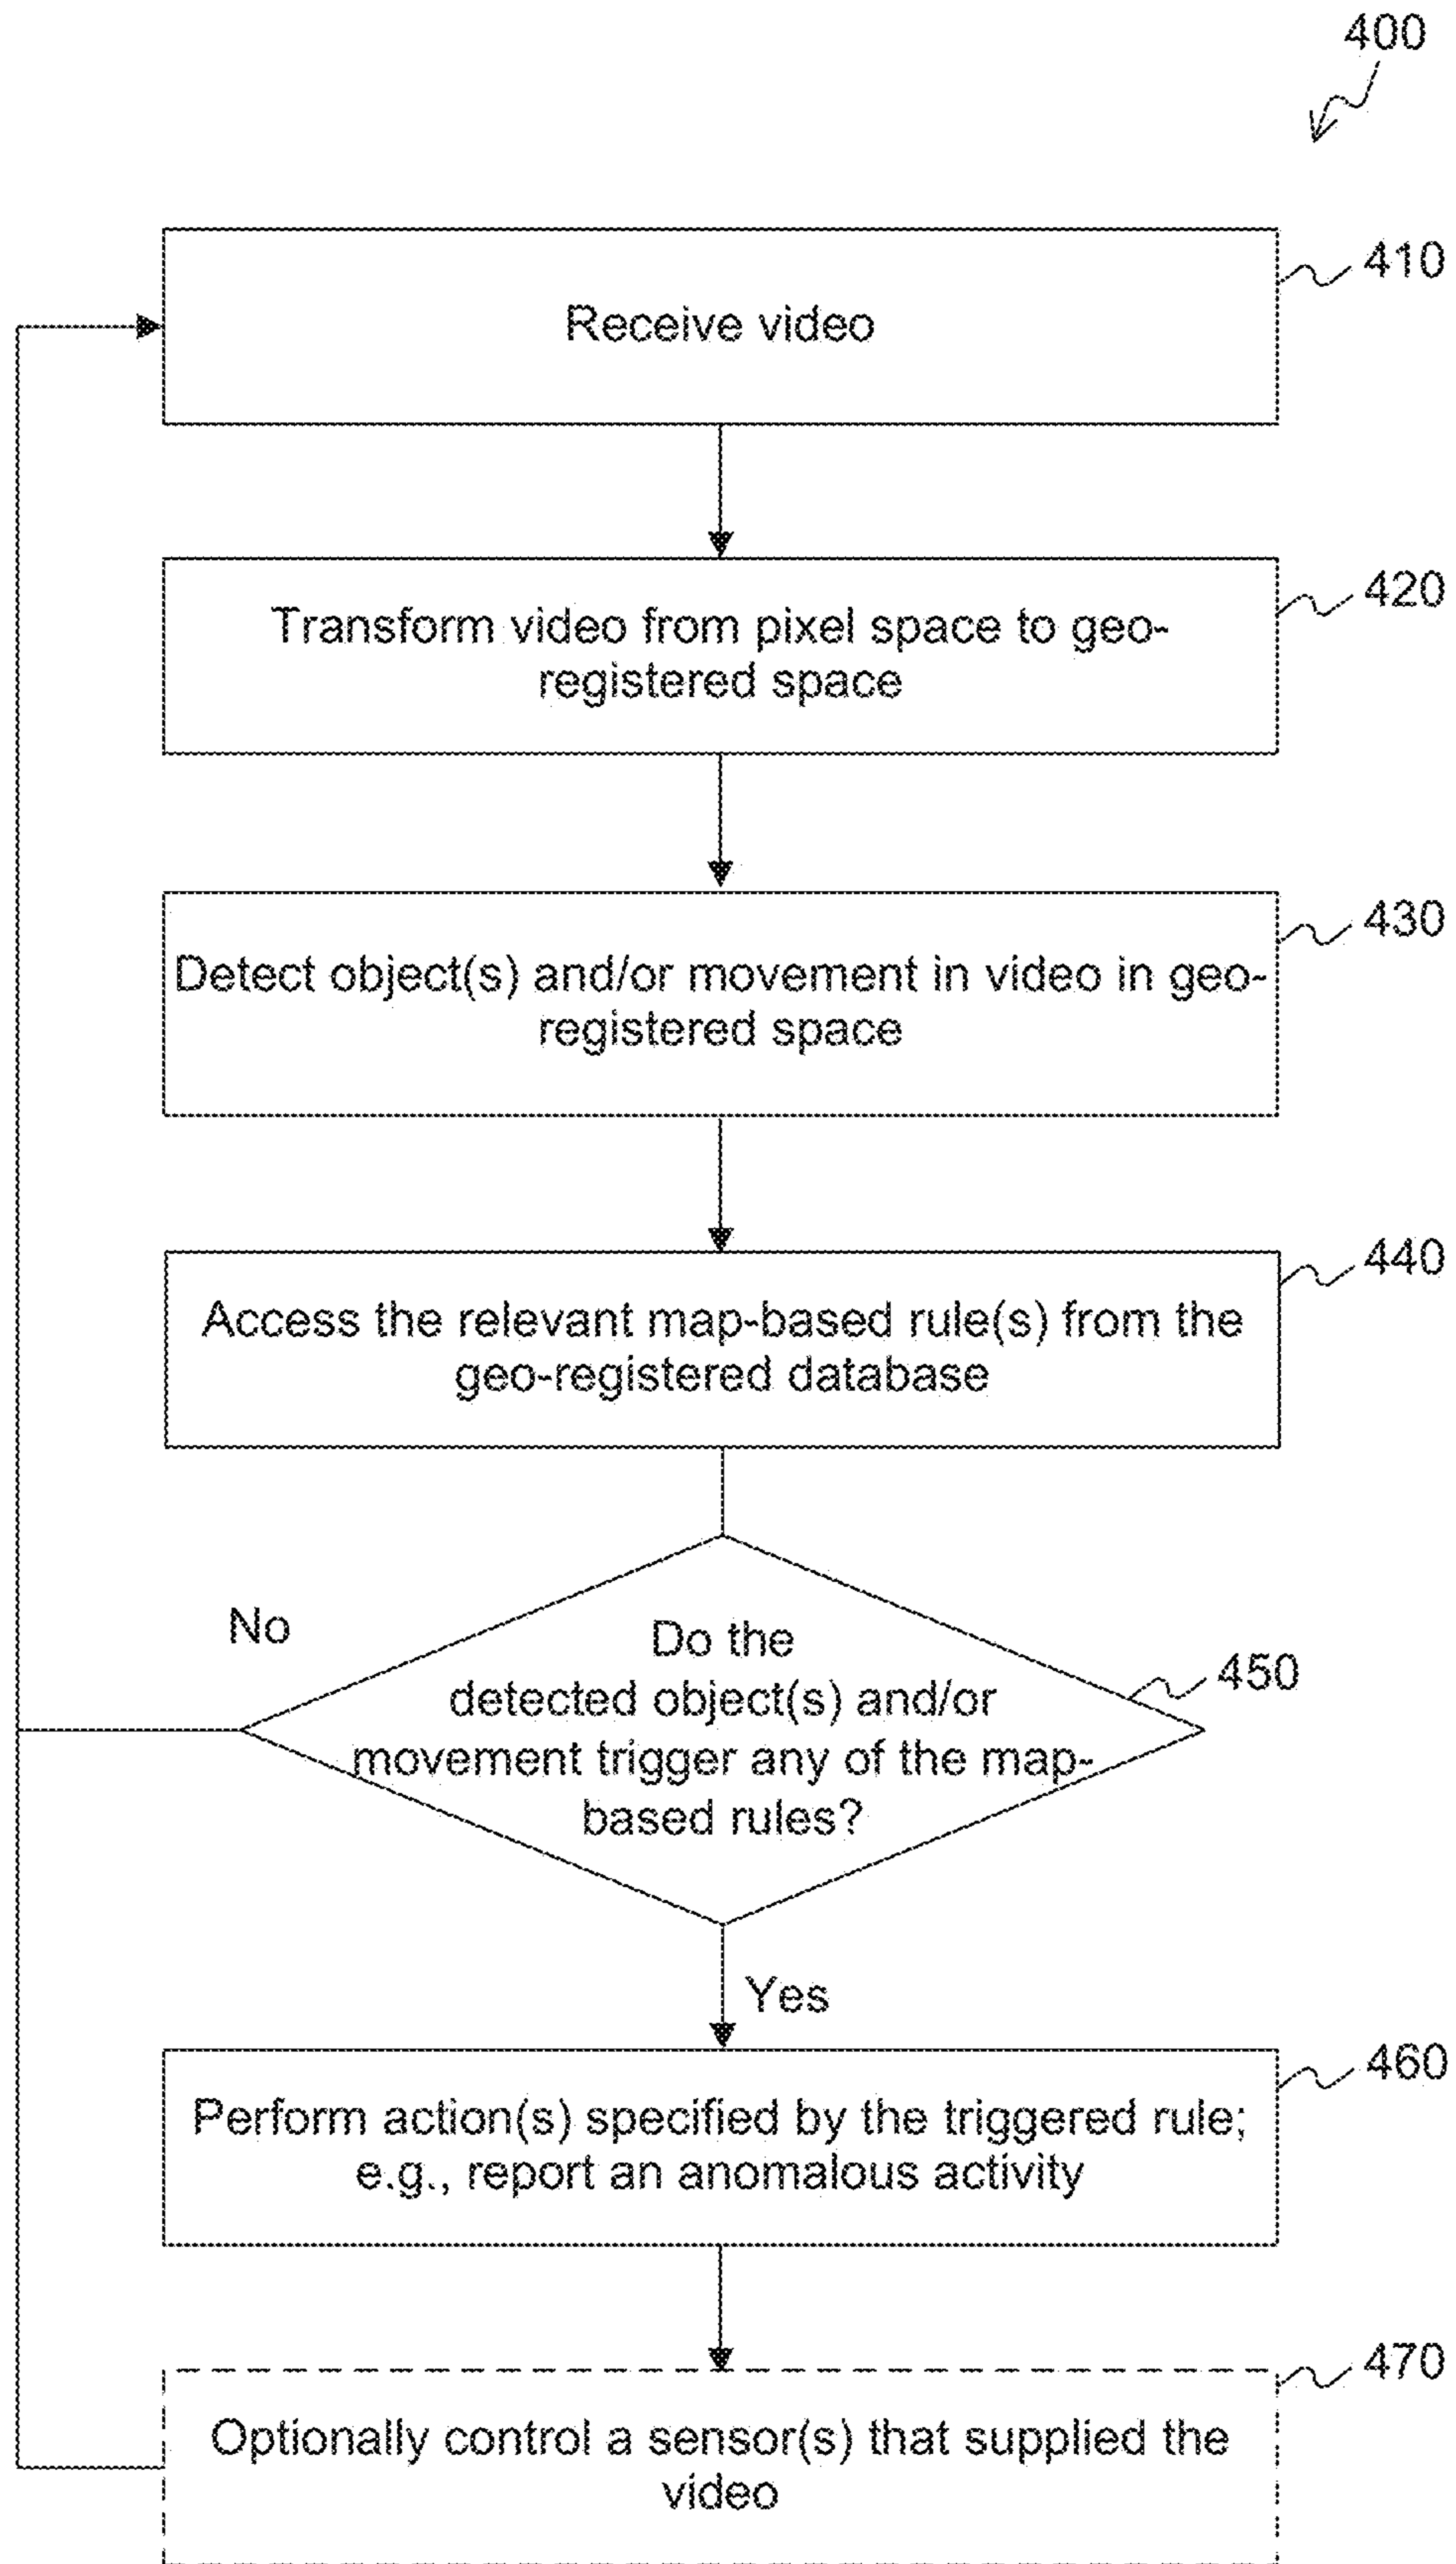 400
410
Receive video
420
Transform video from pixel space to geo-
registered space
430
Detect object(s) and/or movement in video in geo-
registered space
440
Access the relevant map-based rule(s) from the
geo-registered database
No
Do the
450
detected object(s) and/or
movement trigger any of the map-
based rules?
Yes
460
Perform action(s) specified by the triggered rule;
e.g., report an anomalous activity
470
Optionally control a sensor(s) that supplied the
video